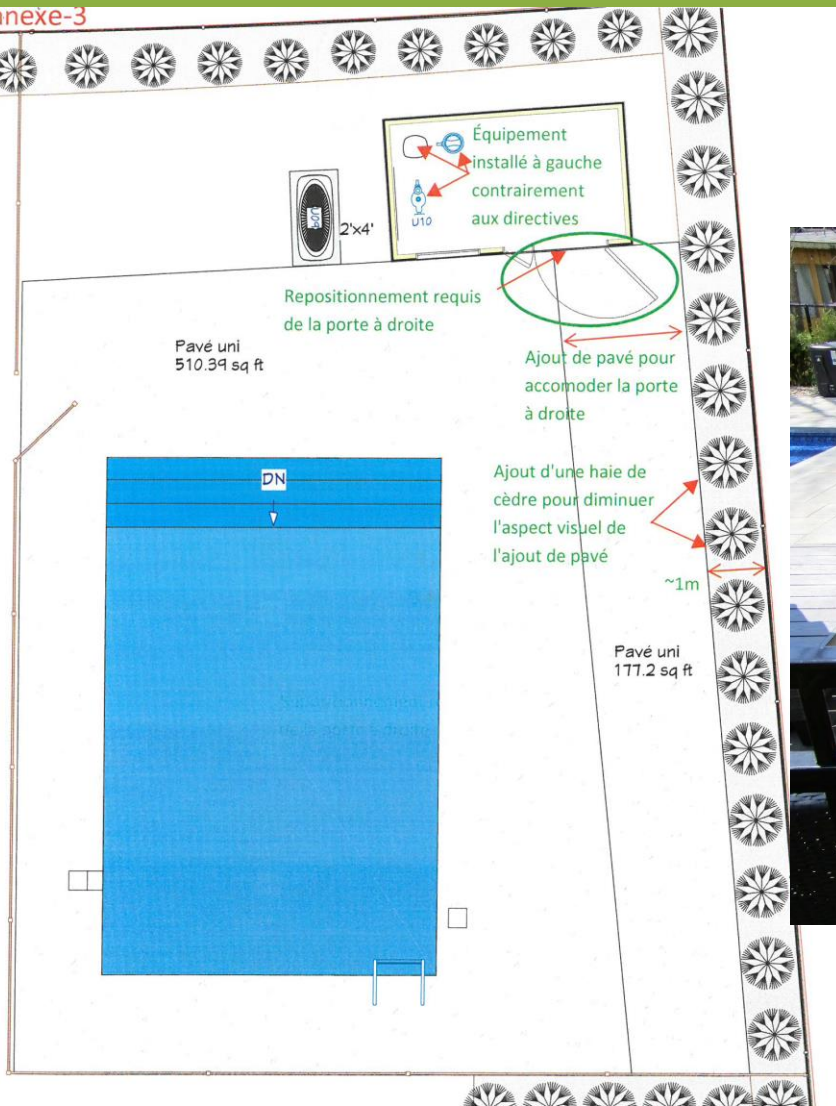 nnexe-3
Équipement
installé à gauche
contrairement
aux directives
U10
U09
2'x4'
Repositionnement requis
de la porte à droite
Pavé uni
510.39 sq ft
Ajout de pavé pour
accomoder la porte
à droite
DN
Ajout d'une haie de
cèdre pour diminuer
l'aspect visuel de
l'ajout de pavé
~1m
Pavé uni
177.2 sq ft